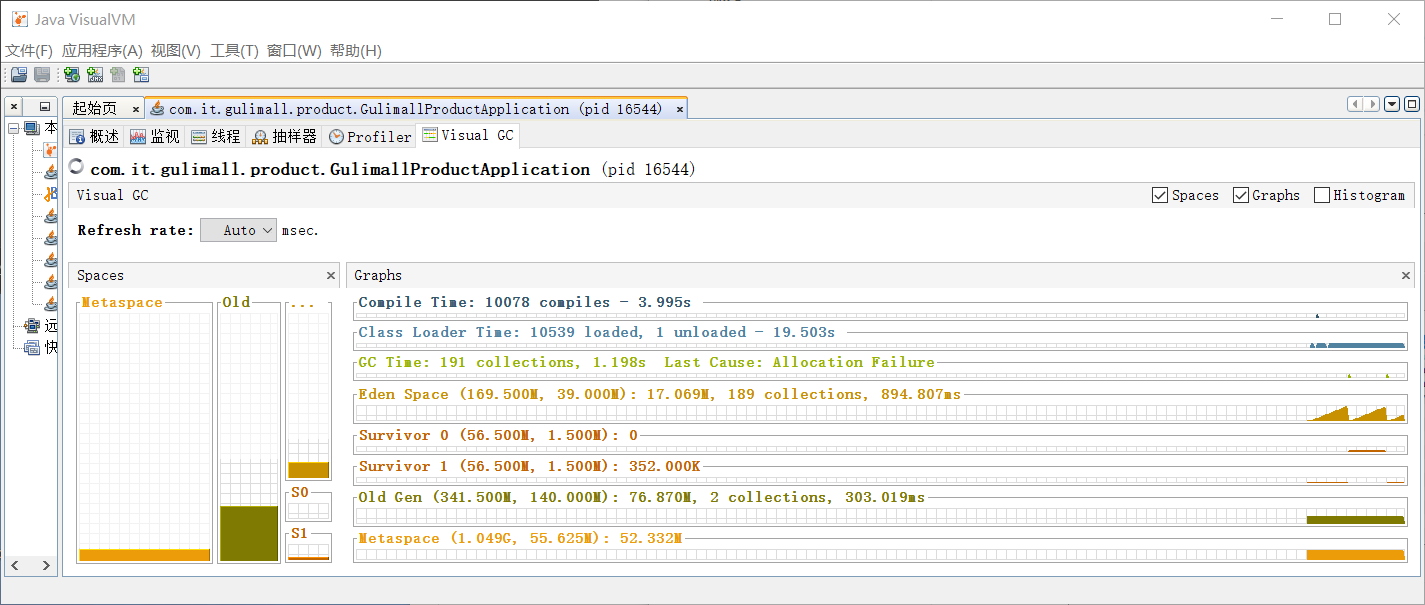 Java VisualVM
文件(F) 应用程序(A) 视图(V) 工具(T) 窗口(W) 帮助(H)
起始页 com.it.gulimall.product.GulimallProductApplication (pid 16544)
本
概述 监视 线程 抽样器 Profiler Visual GC
com.it.gulimall.product.GulimallProductApplication (pid 16544)
Visual GC Spaces Graphs Histogram
Refresh rate: Auto msec.
Spaces Graphs
Metaspace Old ...
Compile Time: 10078 compiles - 3.995s
Class Loader Time: 10539 loaded, 1 unloaded - 19.503s
远
快
GC Time: 191 collections, 1.198s Last Cause: Allocation Failure
Eden Space (169.500M, 39.000M): 17.069M, 189 collections, 894.807ms
Survivor 0 (56.500M, 1.500M): 0
Survivor 1 (56.500M, 1.500M): 352.000K
S0
Old Gen (341.500M, 140.000M): 76.870M, 2 collections, 303.019ms
S1
Metaspace (1.049G, 55.625M): 52.332M